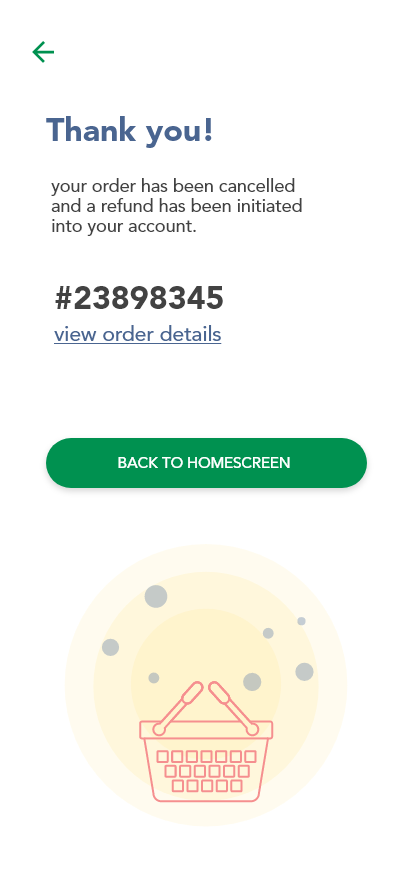 Thank you!
your order has been cancelled
and a refund has been initiated
into your account.
#23898345
view order details
BACK TO HOMESCREEN